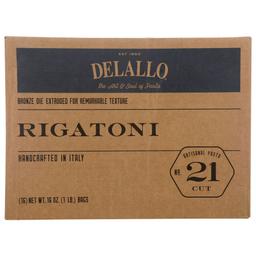 EST 1950
DELALLO
the Art & Soul of Pasta
BRONZE DIE EXTRUDED FOR REMARKABLE TEXTURE
RIGATONI
HANDCRAFTED IN ITALY
ARTISANAL PASTA
NO. 21
CUT
(16) NET WT. 16 OZ. (1 LB.) BAGS